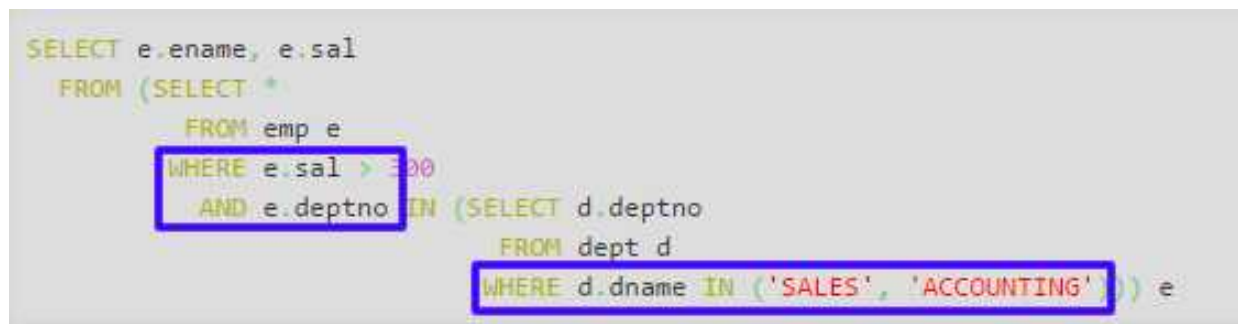 SELECT e.ename, e.sal
FROM (SELECT *
FROM emp e
WHERE e.sal > 300
AND e.deptno IN (SELECT d.deptno
FROM dept d
WHERE d.dname IN ('SALES', 'ACCOUNTING'))) e